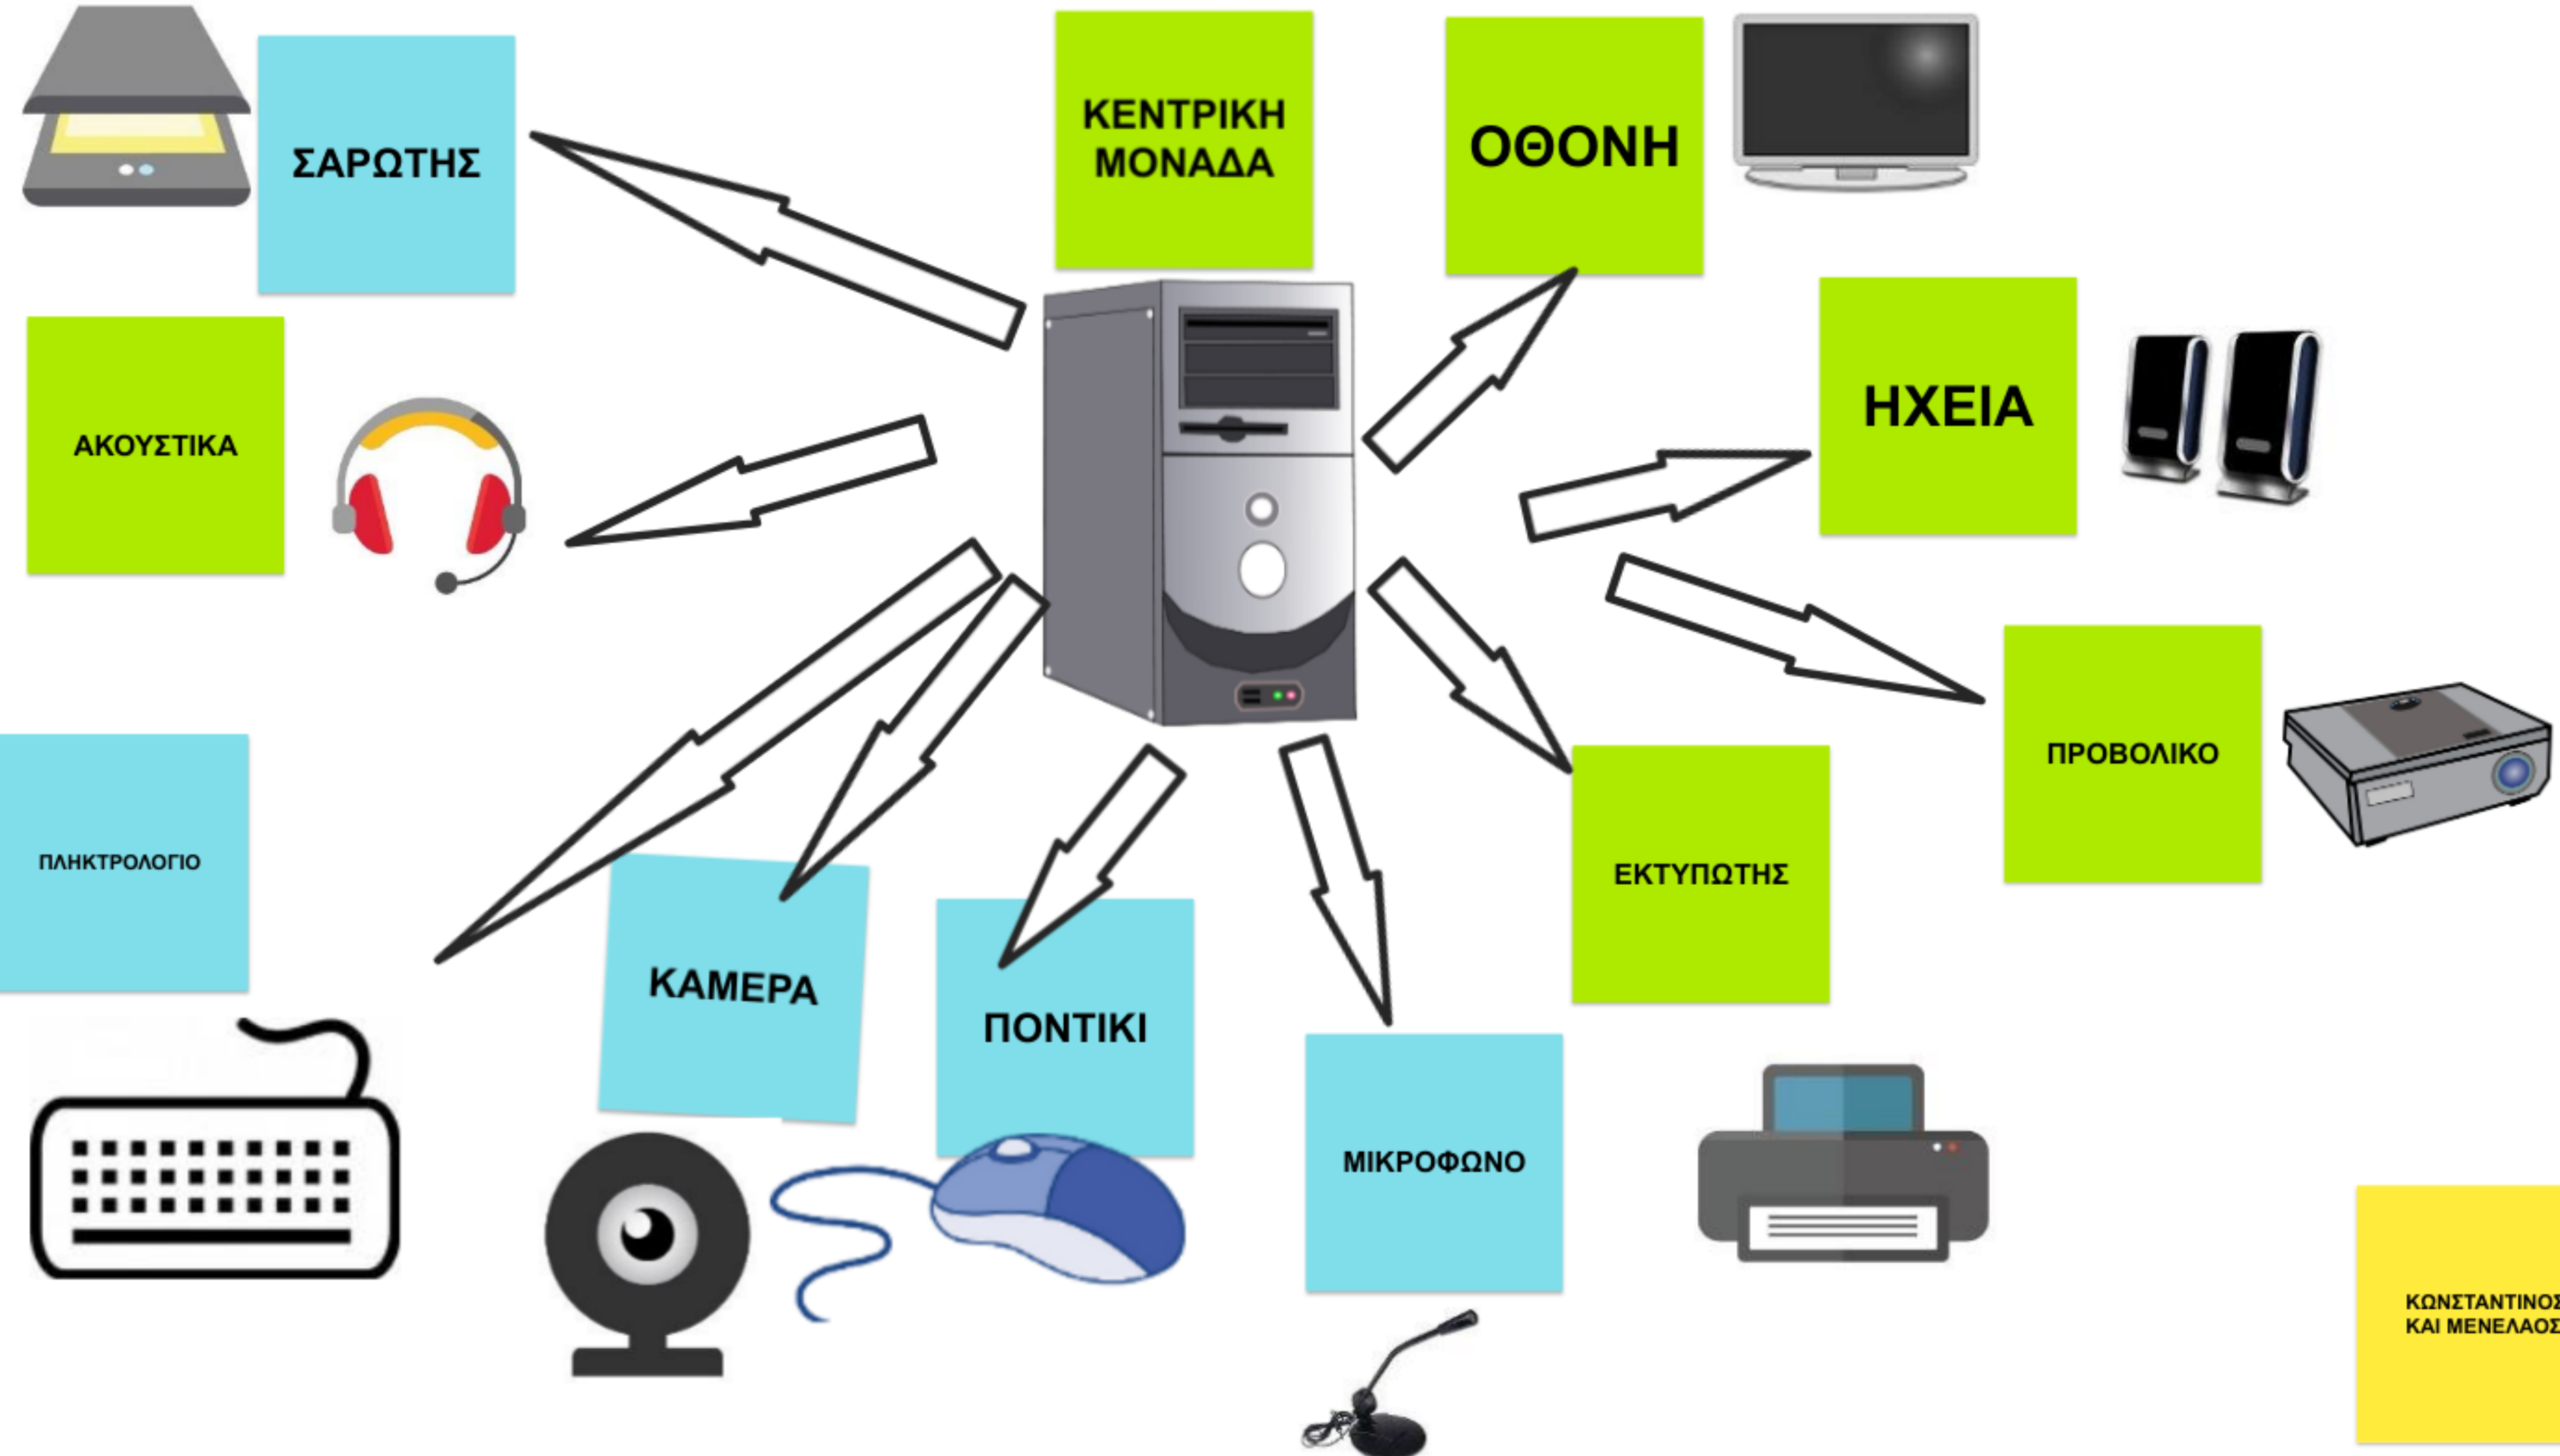 ΣΑΡΩΤΗΣ
ΚΕΝΤΡΙΚΗ
ΜΟΝΑΔΑ
ΟΘΟΝΗ
ΑΚΟΥΣΤΙΚΑ
ΗΧΕΙΑ
ΠΛΗΚΤΡΟΛΟΓΙΟ
ΚΑΜΕΡΑ
ΠΟΝΤΙΚΙ
ΜΙΚΡΟΦΩΝΟ
ΕΚΤΥΠΩΤΗΣ
ΠΡΟΒΟΛΙΚΟ
ΚΩΝΣΤΑΝΤΙΝΟΣ
ΚΑΙ ΜΕΝΕΛΑΟΣ